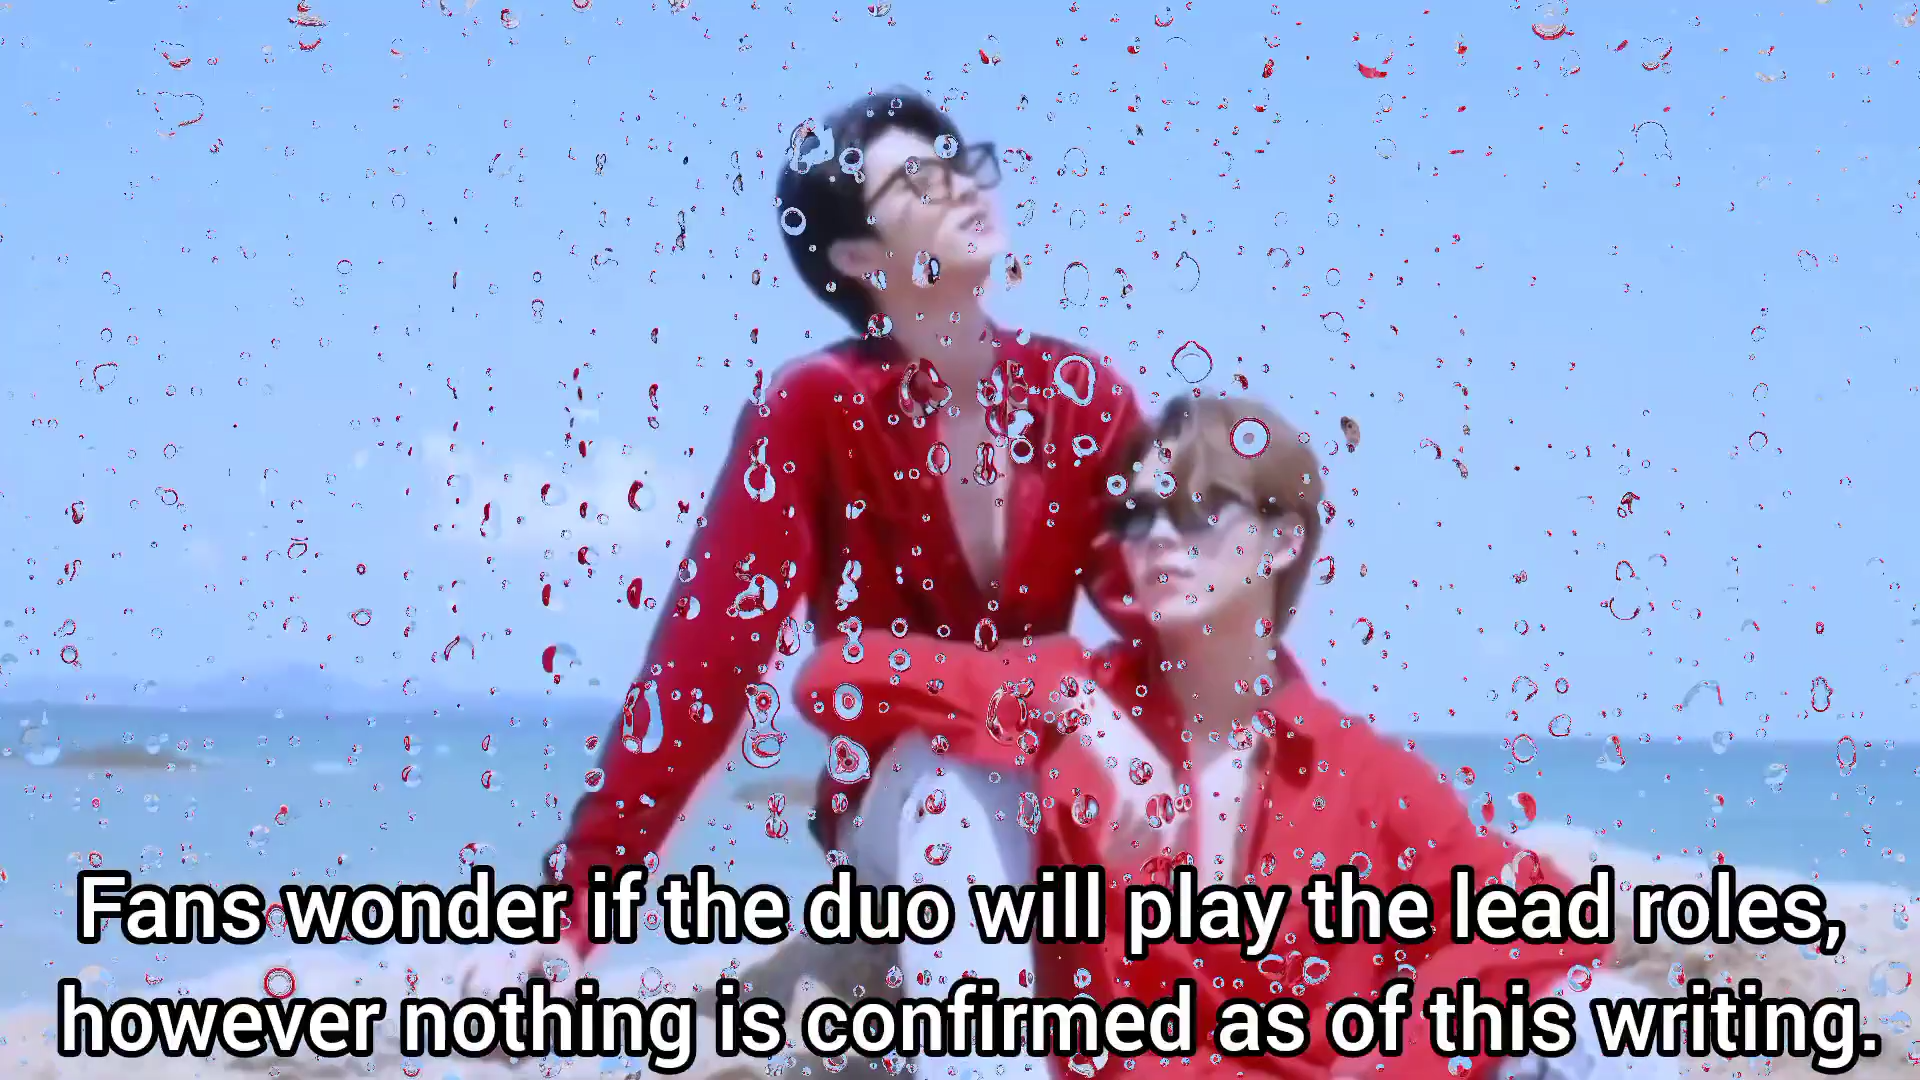 Fans wonder if the duo will play the lead roles,
however nothing is confirmed as of this writing.